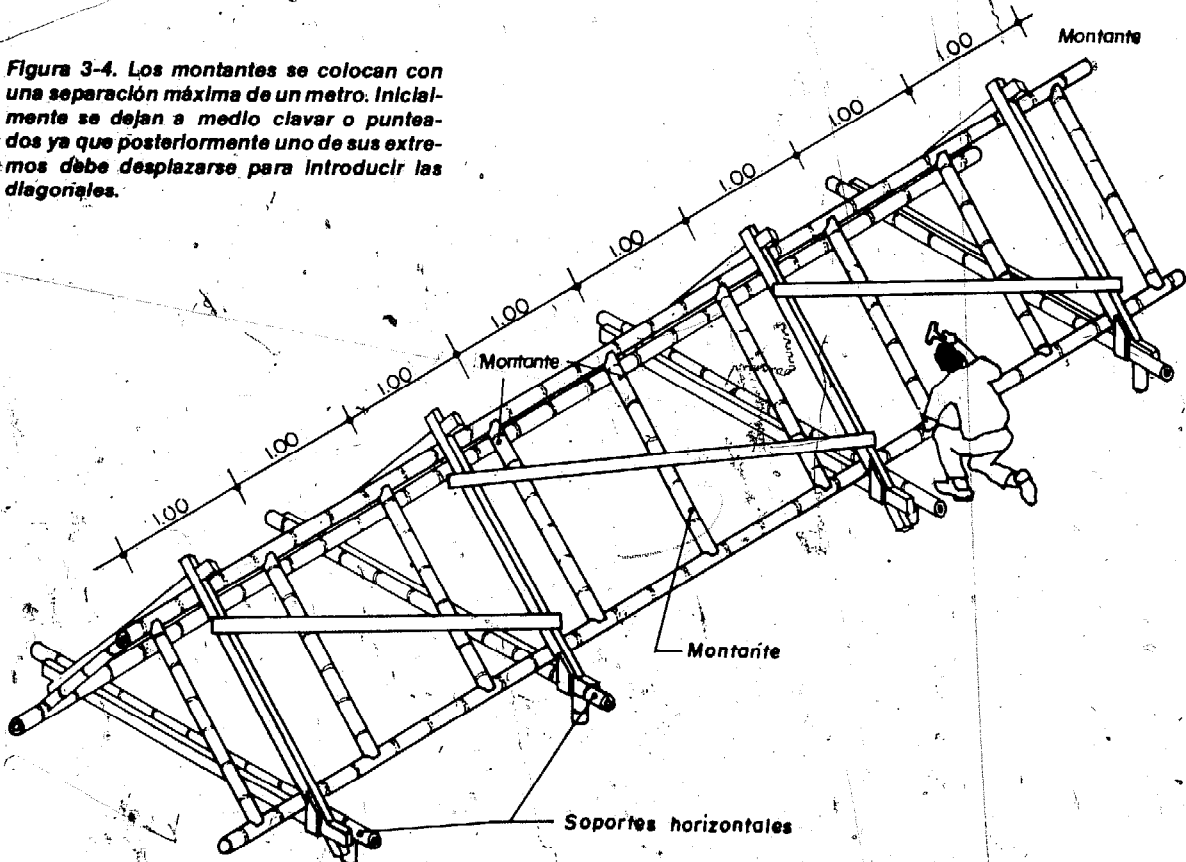 Figura 3-4. Los montantes se colocan con
una separación máxima de un metro. Inicial-
mente se dejan a medio clavar o puntea-
dos ya que posteriormente uno de sus extre-
mos debe desplazarse para introducir las
diagonales.
Montante
1.00
1.00
1.00
1.00
1.00
1.00
1.00
1.00
Montante
Montante
Soportes horizontales